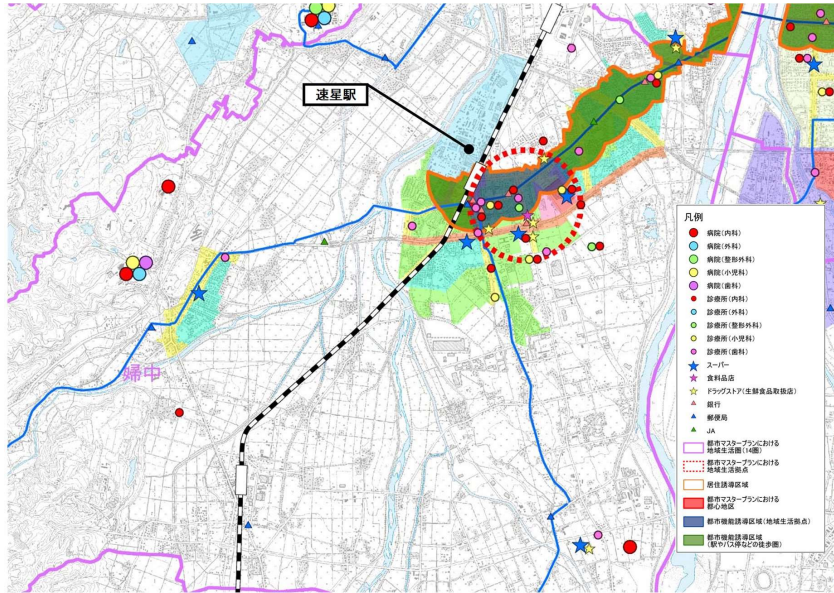 速星駅
婦中
凡例
病院(内科)
病院(外科)
病院(整形外科)
病院(小児科)
病院(歯科)
診療所(内科)
診療所(外科)
診療所(整形外科)
診療所(小児科)
診療所(歯科)
スーパー
食料品店
ドラッグストア(生鮮食品取扱店)
銀行
郵便局
JA
都市マスタープランにおける
地域生活圏(14圏)
都市マスタープランにおける
地域生活拠点
居住誘導区域
都市マスタープランにおける
都心地区
都市機能誘導区域(地域生活拠点)
都市機能誘導区域
(駅やバス停などの徒歩圏)